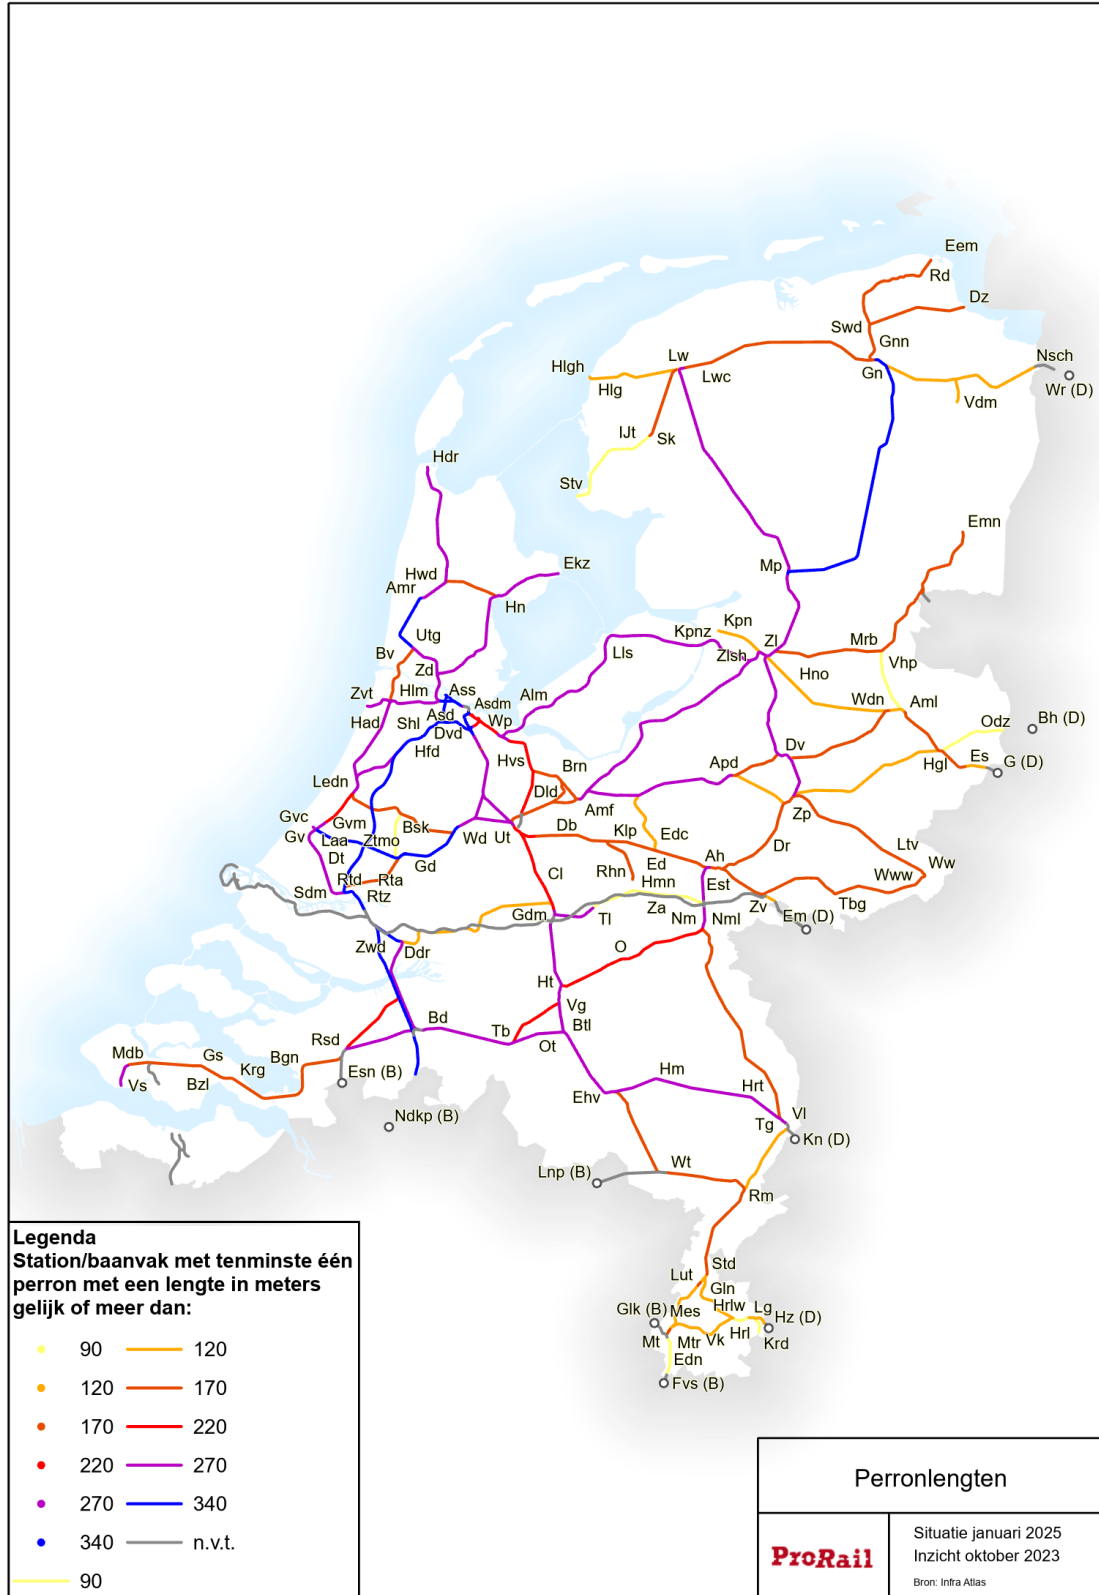 Eem
Rd
Dz
Swd
Gnn
Lw
Nsch
Hlgh
Lwc
Gn
Wr (D)
Hlg
Vdm
IJt
Sk
Hdr
Stv
Emn
Ekz
Mp
Hwd
Amr
Hn
Kpn
Kpnz
Utg
Zl
Mrb
Bv
Lls
Zlsh
Vhp
Zd
Hno
Zvt
Hlm
Ass
Alm
Wdn
Aml
Asdm
Had
Shl
Asd
Wp
Odz
Bh (D)
Dvd
Hfd
Dv
Hvs
Brn
Apd
Hgl
Es
G (D)
Ledn
Dld
Amf
Zp
Gvc
Gvm
Bsk
Gv
Laa
Ztmo
Wd
Ut
Db
Klp
Edc
Dr
Ltv
Dt
Gd
Ed
Ah
Ww
Rtd
Rta
Cl
Rhn
Hmn
Est
Www
Sdm
Rtz
Gdm
Tl
Za
Nm
Nml
Zv
Tbg
Em (D)
Zwd
Ddr
O
Ht
Vg
Bd
Tb
Btl
Rsd
Ot
Mdb
Gs
Bgn
Krg
Esn (B)
Hm
Vs
Bzl
Hrt
Ehv
Ndkp (B)
Vl
Tg
Kn (D)
Lnp (B)
Wt
Rm
Std
Lut
Gln
Glk (B)
Mes
Hrlw
Lg
Hz (D)
Mt
Mtr
Vk
Hrl
Krd
Edn
Fvs (B)
Legenda
Station/baanvak met tenminste één
perron met een lengte in meters
gelijk of meer dan:
90 120
120 170
170 220
220 270
270 340
340 n.v.t.
90
Perronlengten
ProRail
Situatie januari 2025
Inzicht oktober 2023
Bron: Infra Atlas